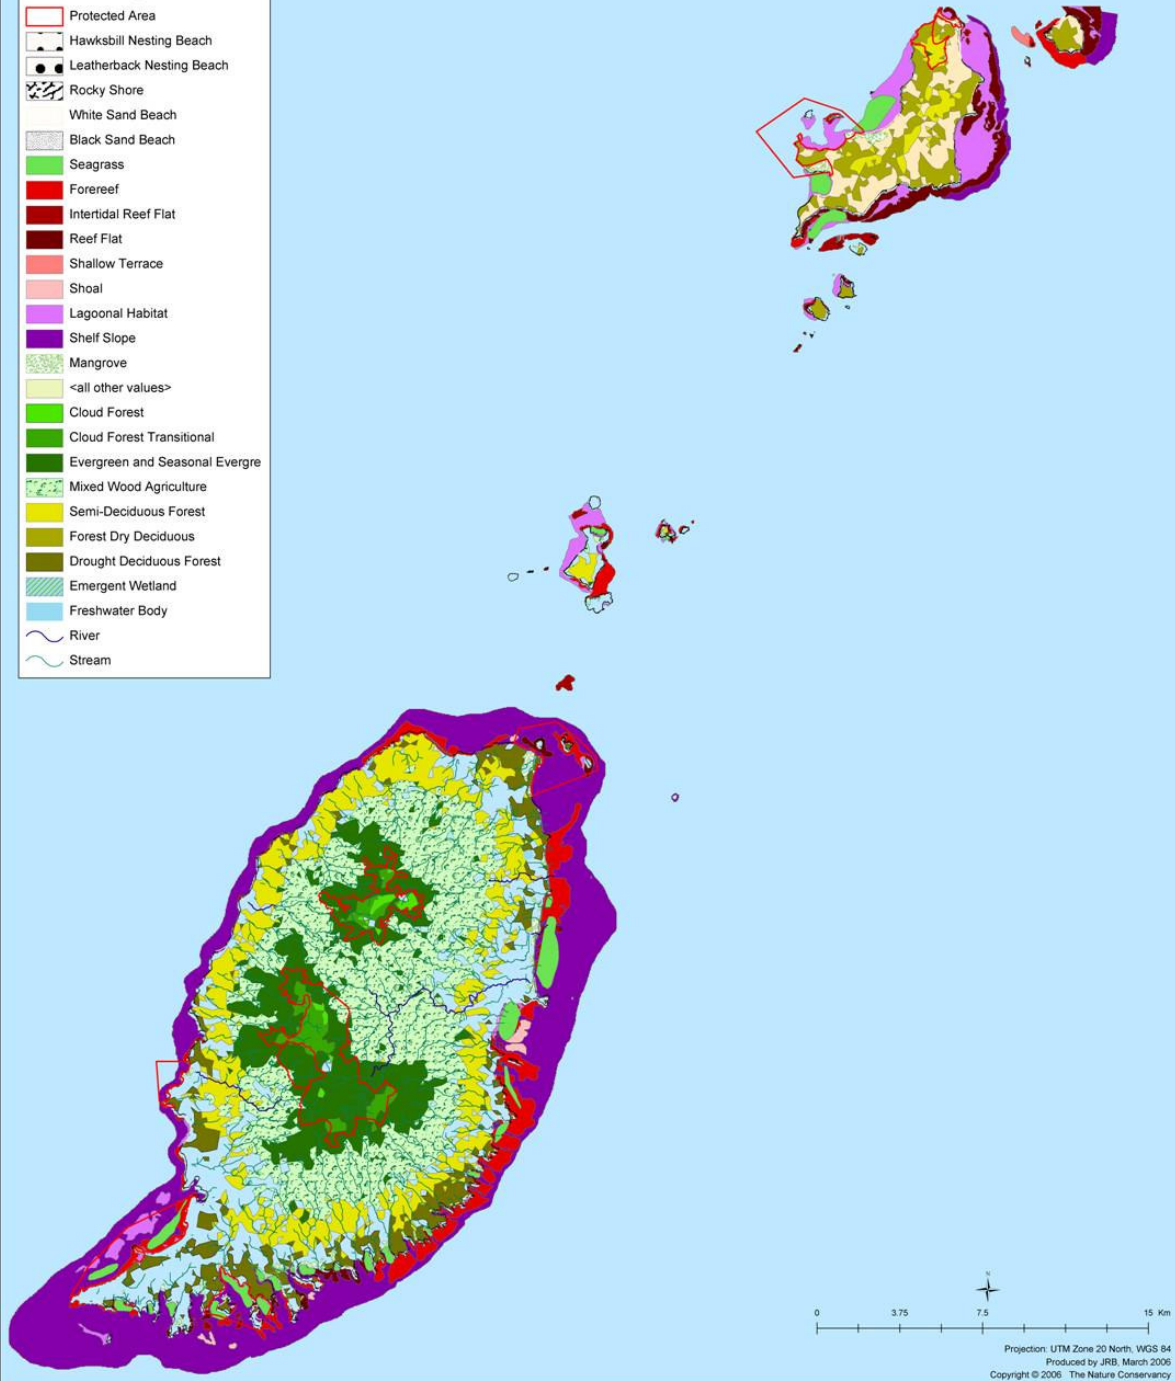 Protected Area
Hawksbill Nesting Beach
Leatherback Nesting Beach
Rocky Shore
White Sand Beach
Black Sand Beach
Seagrass
Forereef
Intertidal Reef Flat
Reef Flat
Shallow Terrace
Shoal
Lagoonal Habitat
Shelf Slope
Mangrove
<all other values>
Cloud Forest
Cloud Forest Transitional
Evergreen and Seasonal Evergre
Mixed Wood Agriculture
Semi-Deciduous Forest
Forest Dry Deciduous
Drought Deciduous Forest
Emergent Wetland
Freshwater Body
River
Stream
N
0 3.75 7.5 15 Km
Projection: UTM Zone 20 North, WGS 84
Produced by JRB, March 2006
Copyright © 2006 The Nature Conservancy